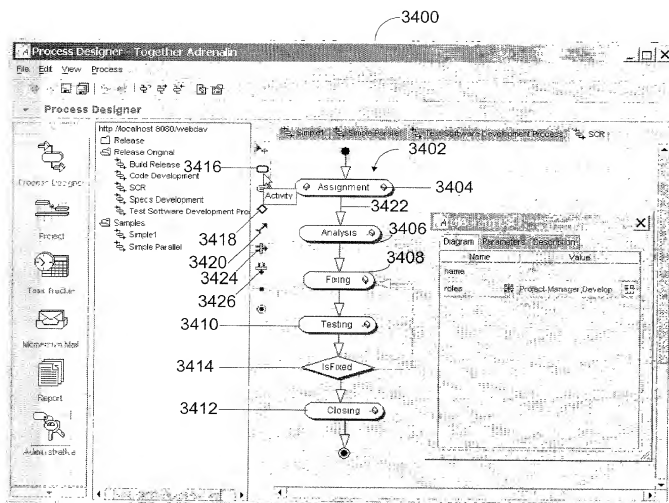 3400
Process Designer - Together Adrenalin
File Edit View Process
Process Designer
http://localhost:8080/webdav
Release
Release Original
Build Release
Code Development
SCR
Specs Development
Test Software Development Pro
Samples
Simple1
Simple Parallel
Process Designer
Project
Task Tracker
Momentum Mail
Report
Administrative
3416
3418
3420
3424
3426
3410
3414
3412
Activity
Simple1
Simple Parallel
Test Software Development Process
SCR
3402
Assignment
3404
3422
Analysis
3406
Fixing
3408
Testing
IsFixed
Closing
Diagram Parameters Description
Name Value
name
roles Project Manager,Develop